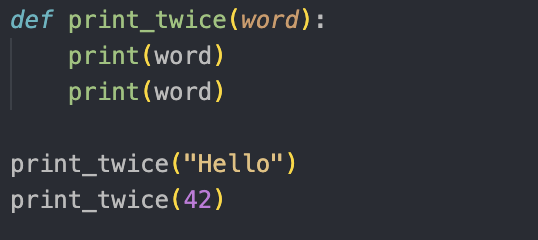 def print_twice(word):
    print(word)
    print(word)

print_twice("Hello")
print_twice(42)